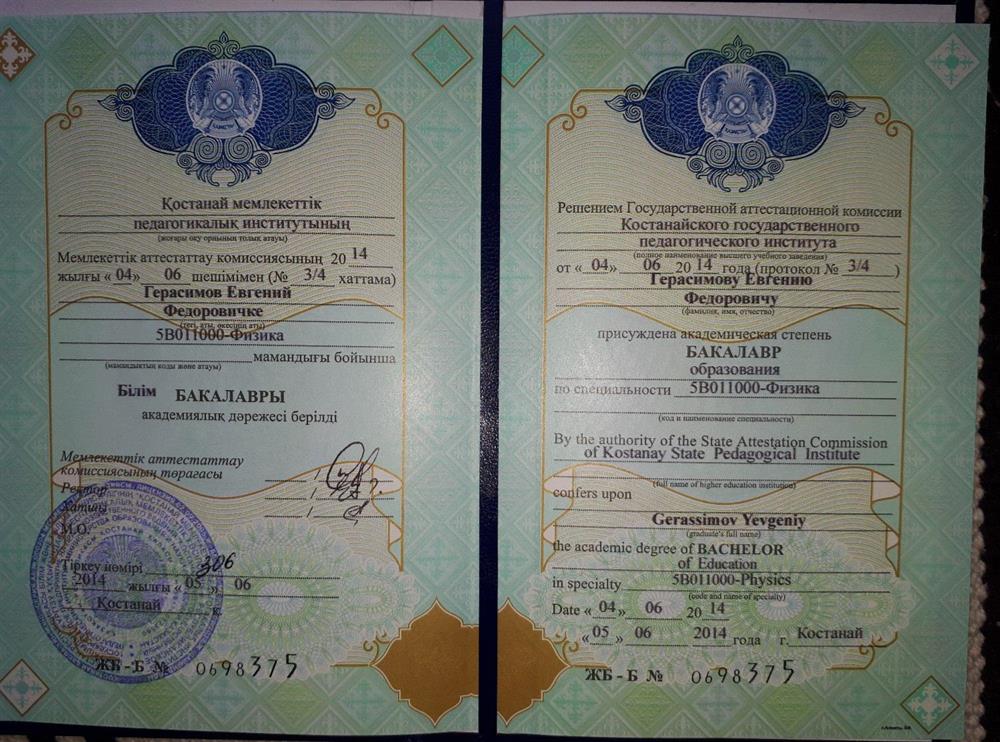 Қостанай мемлекеттік
педагогикалық институтының
(жоғары оқу орнының толық атауы)
Мемлекеттік аттестаттау комиссиясының 20 14
жылғы « 04 » 06 шешімімен (№ 3/4 хаттама)
Герасимов Евгений
Федоровичке
(тегі, аты, әкесінің аты)
5В011000-Физика
мамандығы бойынша
(мамандықтың коды және атауы)
Білім БАКАЛАВРЫ
академиялық дәрежесі берілді
Мемлекеттік аттестаттау
комиссиясының төрағасы
Ректор
Хатшы
М.О.
Тіркеу нөмірі 306
2014 жылғы « 05 » 06
Қостанай қ.
ЖБ - Б № 0698375
Решением Государственной аттестационной комиссии
Костанайского государственного
педагогического института
(полное наименование высшего учебного заведения)
от « 04 » 06 20 14 года (протокол № 3/4 )
Герасимову Евгению
Федоровичу
(фамилия, имя, отчество)
присуждена академическая степень
БАКАЛАВР
образования
по специальности 5В011000-Физика
(код и наименование специальности)
By the authority of the State Attestation Commission
of Kostanay State Pedagogical Institute
(full name of higher education institution)
confers upon
Gerassimov Yevgeniy
(graduate's full name)
the academic degree of BACHELOR
of Education
in specialty 5B011000-Physics
(code and name of specialty)
Date « 04 » 06 20 14
« 05 » 06 2014 года г. Костанай
ЖБ - Б № 0698375